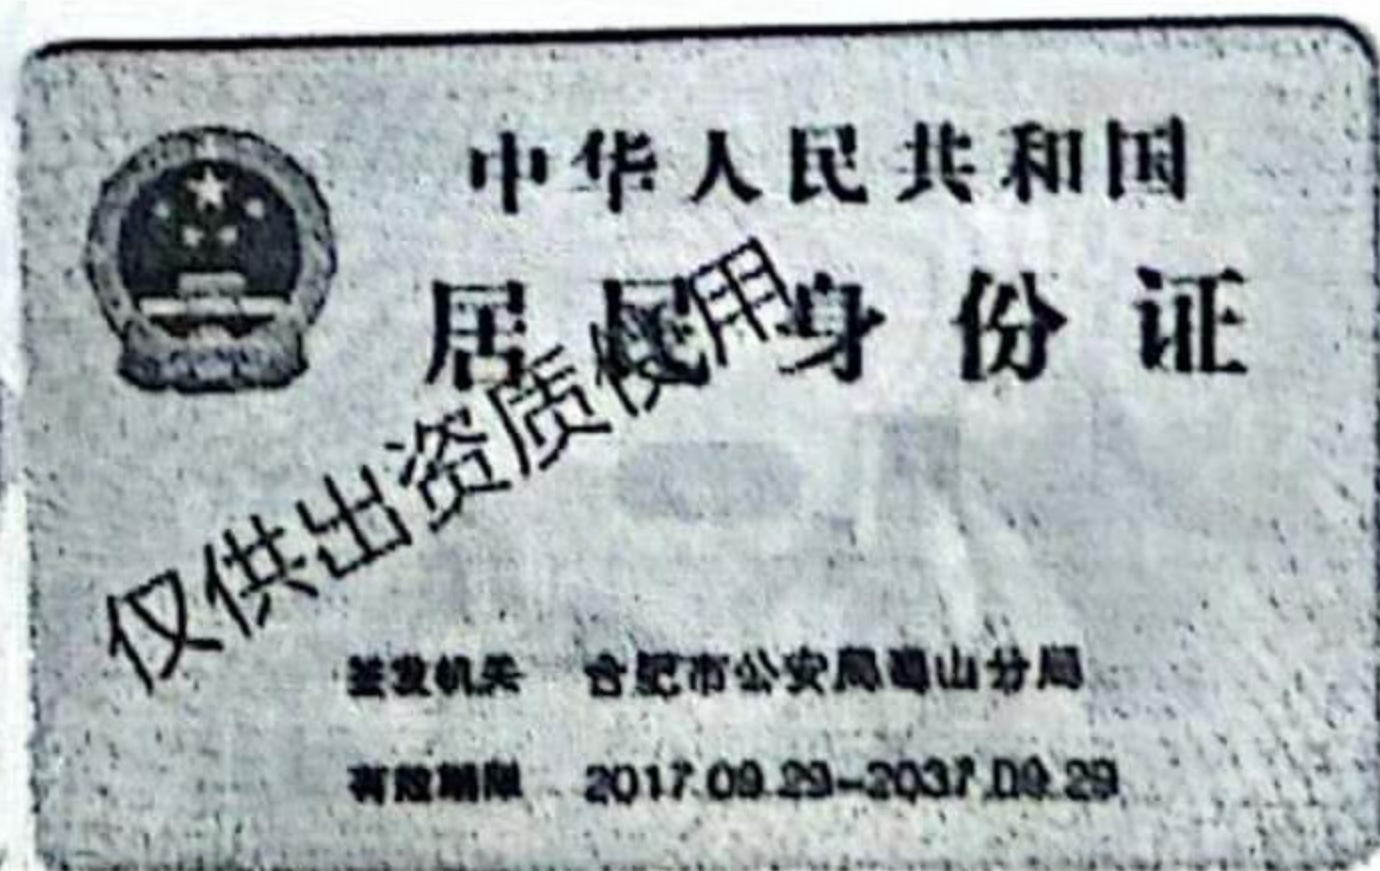 中华人民共和国
居民身份证
仅供出资质使用
签发机关 合肥市公安局蜀山分局
有效期限 2017.09.29-2037.09.29